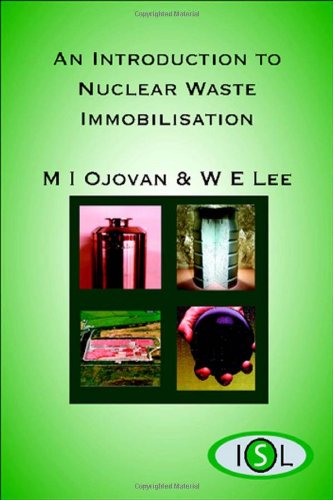 AN INTRODUCTION TO
NUCLEAR WASTE
IMMOBILISATION
M I OJOVAN & W E LEE
ISL